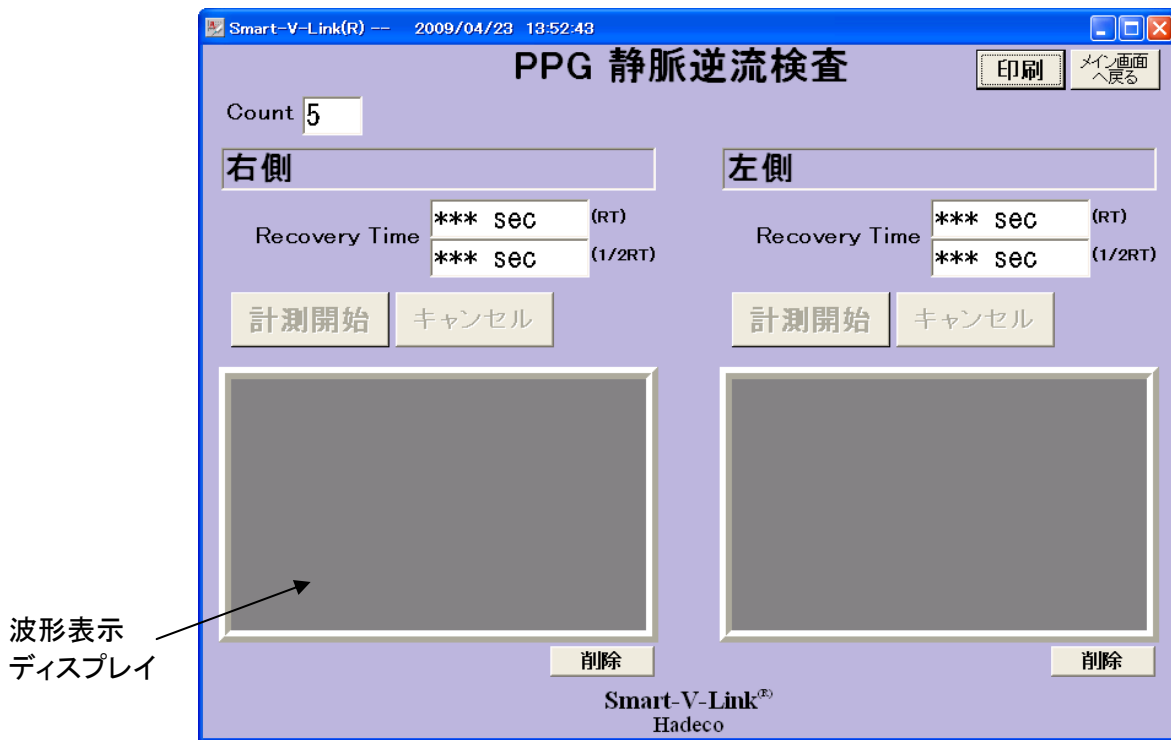 Smart-V-Link(R) -- 2009/04/23 13:52:43
PPG 静脈逆流検査
印刷
メイン画面
へ戻る
Count 5
右側
Recovery Time
*** sec (RT)
*** sec (1/2RT)
計測開始 キャンセル
削除
左側
Recovery Time
*** sec (RT)
*** sec (1/2RT)
計測開始 キャンセル
削除
波形表示
ディスプレイ
Smart-V-Link(R)
Hadeco